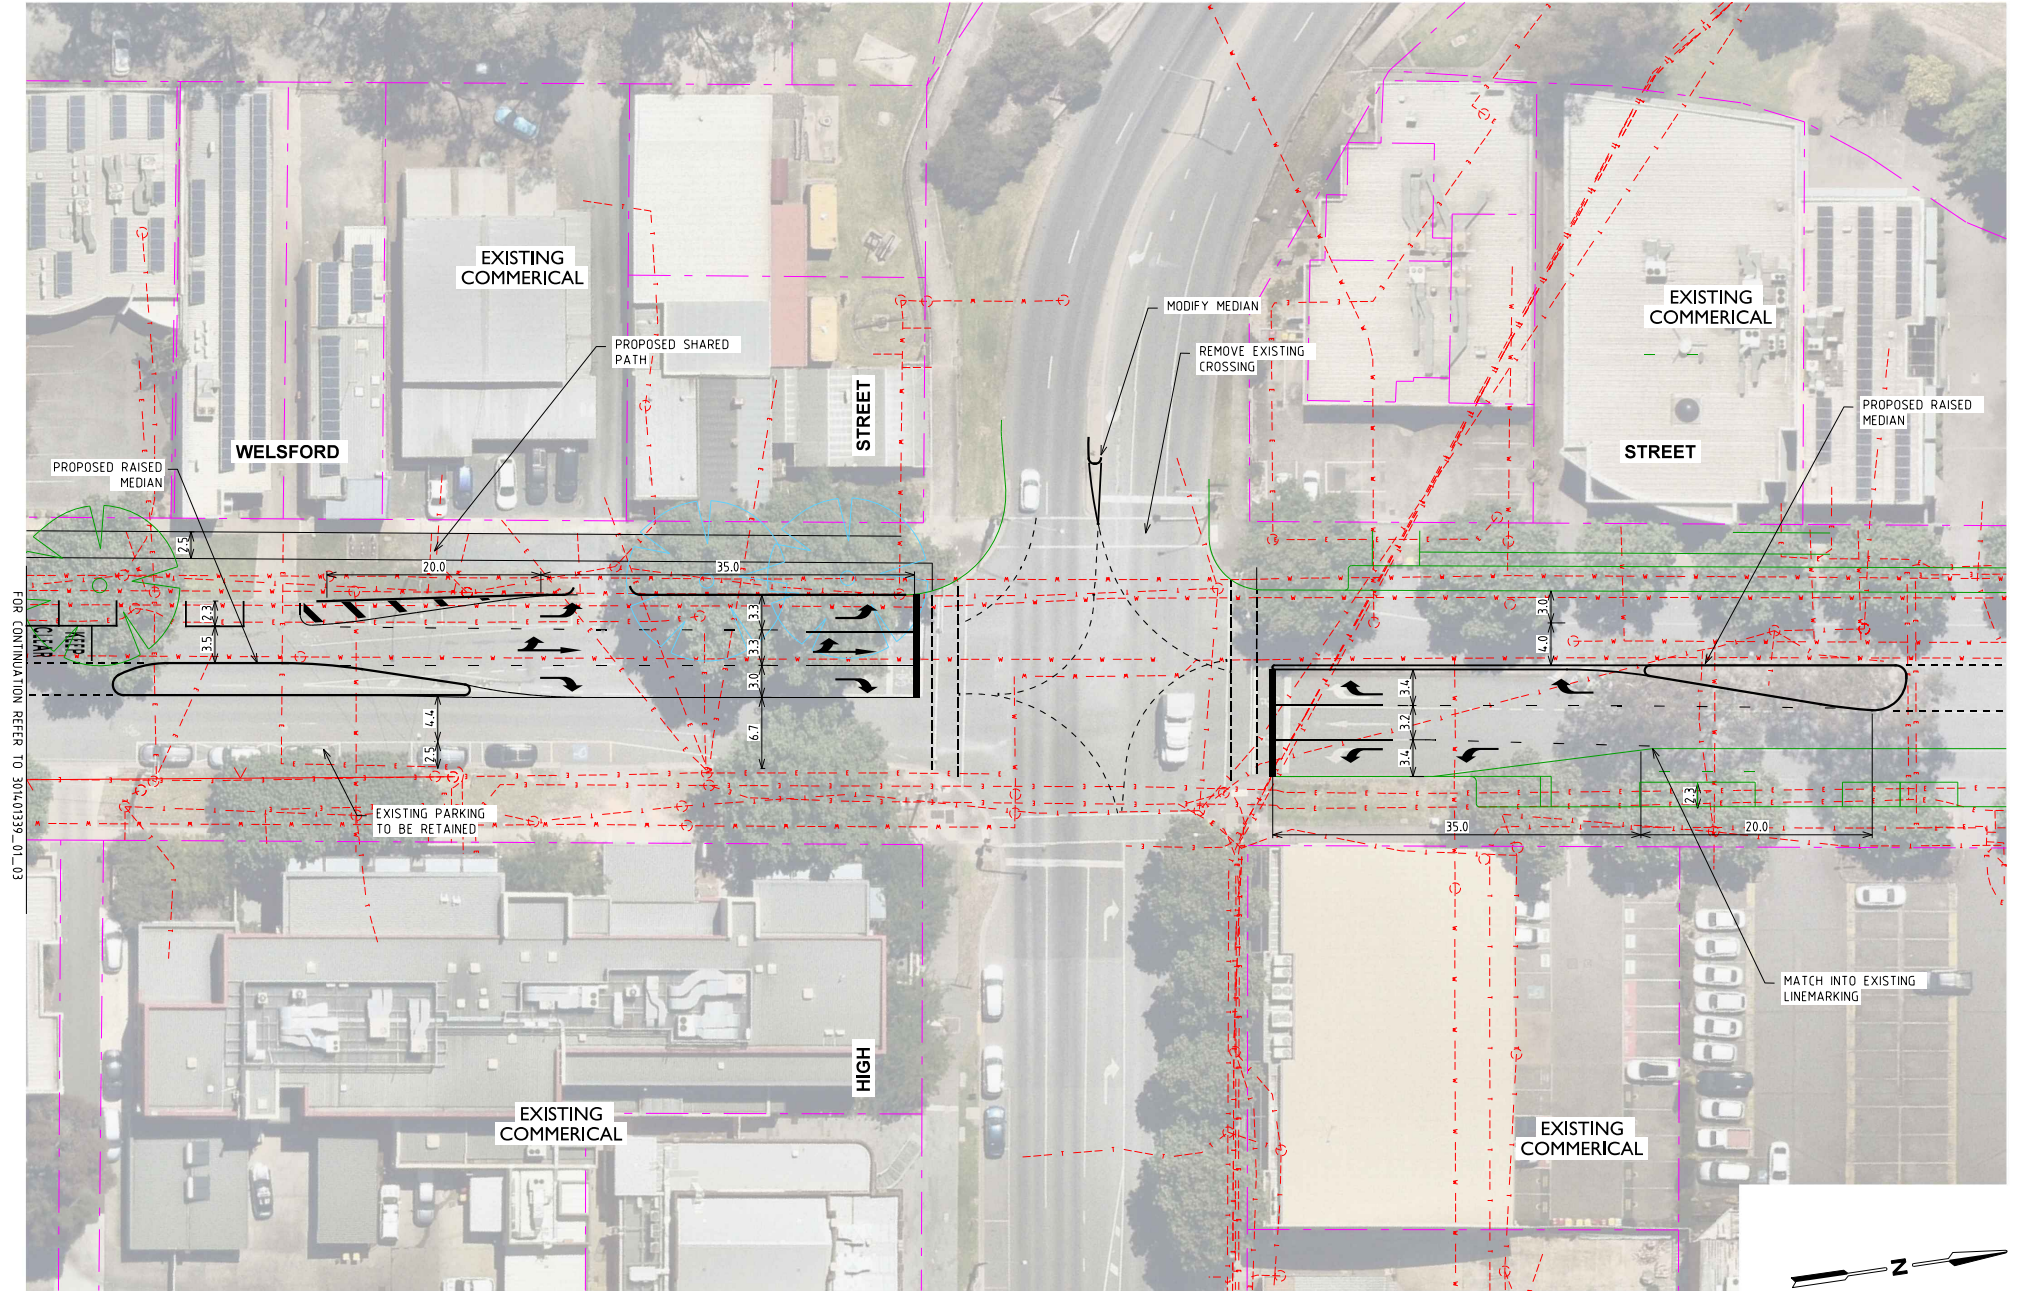 EXISTING
COMMERICAL
EXISTING
COMMERICAL
MODIFY MEDIAN
PROPOSED SHARED
PATH
REMOVE EXISTING
CROSSING
STREET
PROPOSED RAISED
MEDIAN
WELSFORD
STREET
PROPOSED RAISED
MEDIAN
2.5
20.0
35.0
2.3
3.5
3.3
3.3
3.0
3.0
4.0
KEEP
CLEAR
4.4
2.5
6.7
3.4
3.2
3.4
2.3
EXISTING PARKING
TO BE RETAINED
35.0
20.0
FOR CONTINUATION REFER TO 301401339_01_03
MATCH INTO EXISTING
LINEMARKING
HIGH
EXISTING
COMMERICAL
EXISTING
COMMERICAL
N